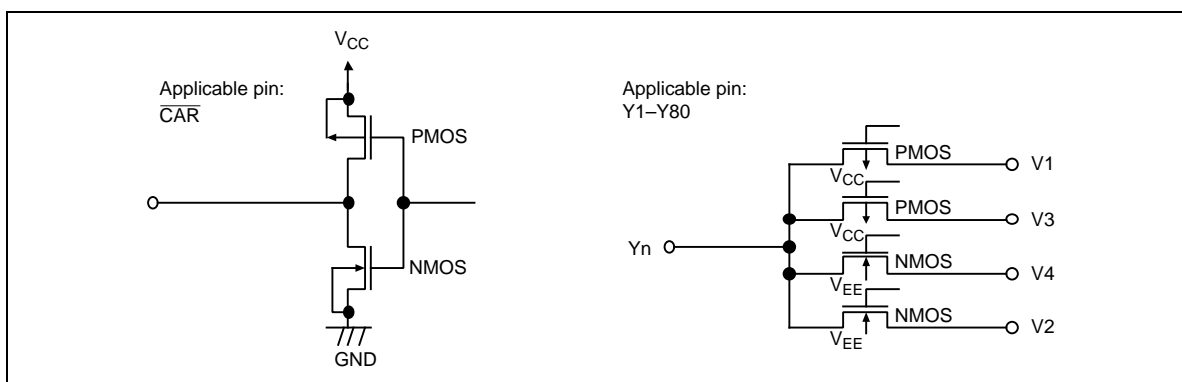 VCC
Applicable pin:
CAR
PMOS
NMOS
GND
Applicable pin:
Y1–Y80
PMOS
V1
VCC
PMOS
V3
VCC
Yn
NMOS
V4
VEE
NMOS
V2
VEE